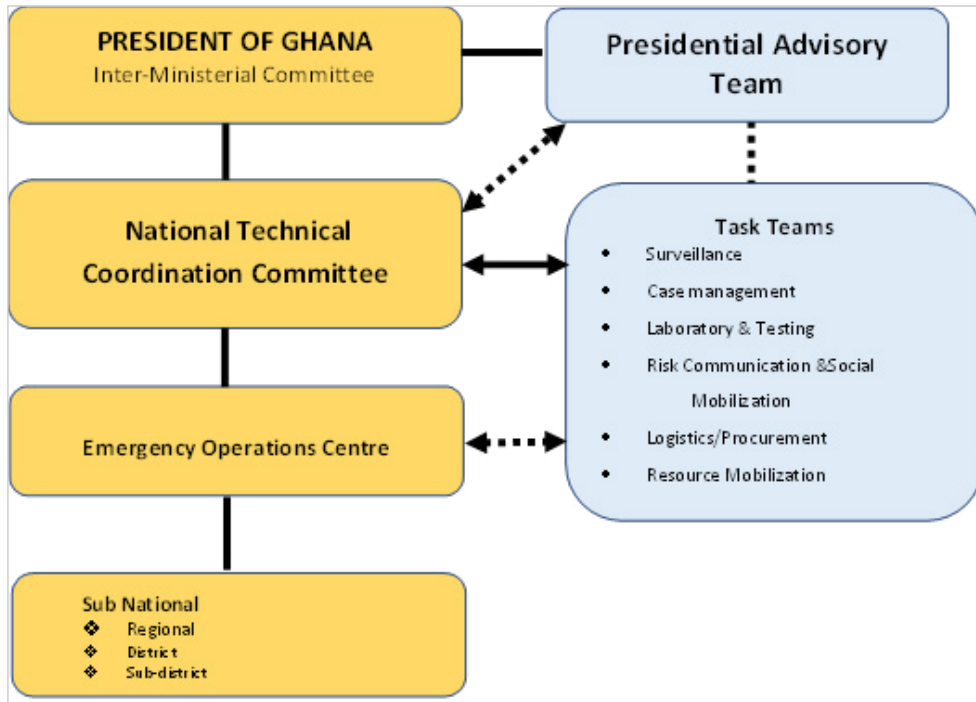 PRESIDENT OF GHANA
Inter-Ministerial Committee
Presidential Advisory
Team
National Technical
Coordination Committee
Task Teams
• Surveillance
• Case management
• Laboratory & Testing
• Risk Communication &Social
Mobilization
• Logistics/Procurement
• Resource Mobilization
Emergency Operations Centre
Sub National
❖ Regional
❖ District
❖ Sub-district